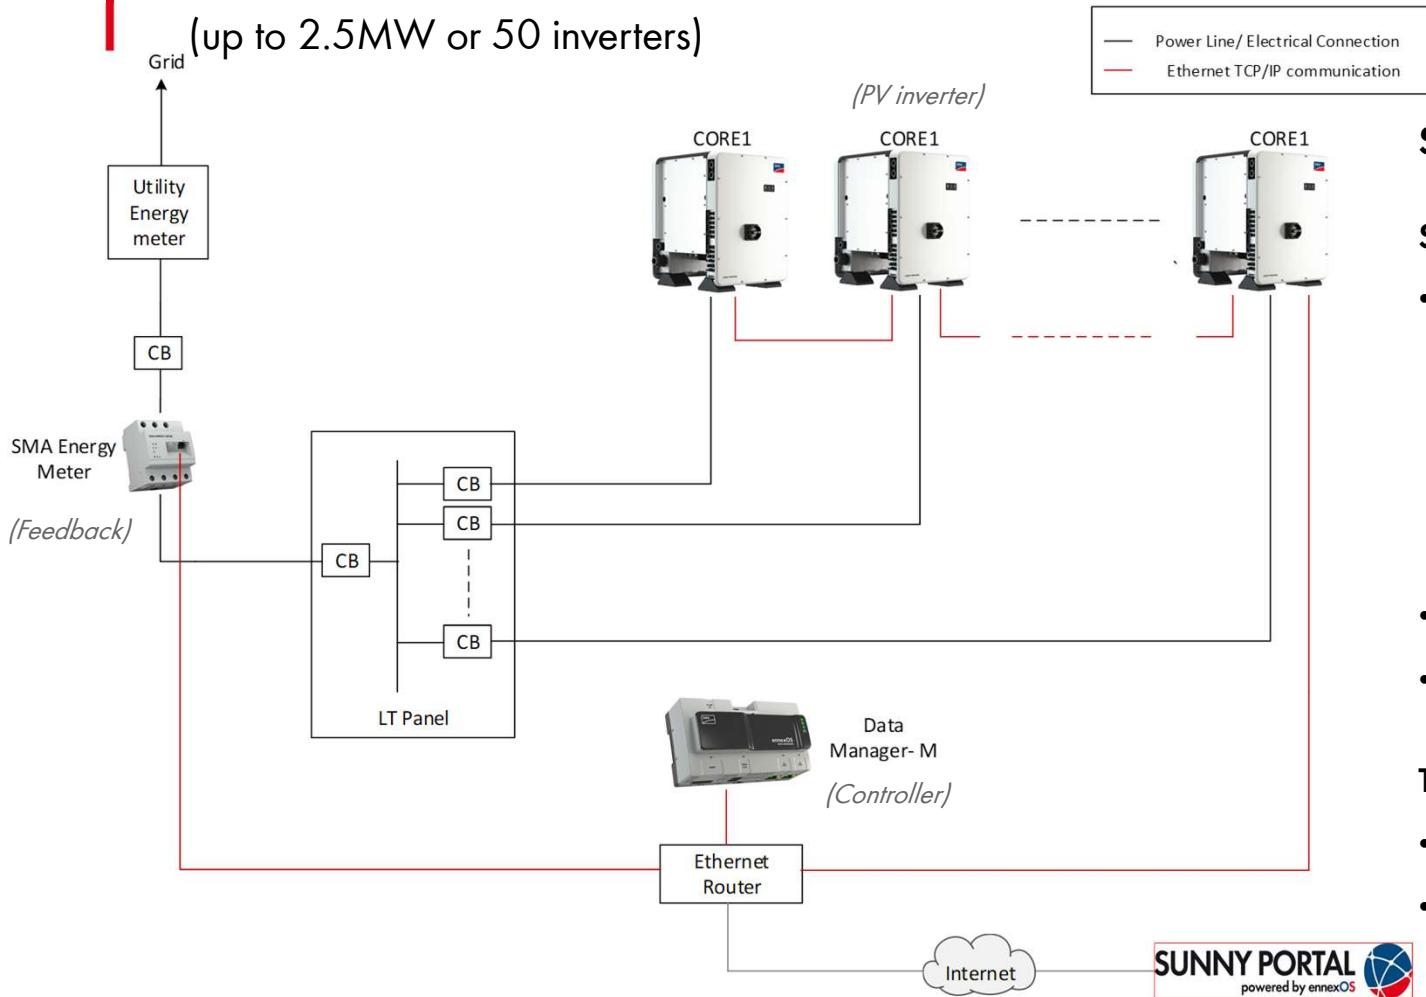 (up to 2.5MW or 50 inverters)
Power Line/ Electrical Connection
Ethernet TCP/IP communication
Grid
(PV inverter)
CORE1
CORE1
CORE1
Utility
Energy
meter
CB
SMA Energy
Meter
(Feedback)
CB
CB
CB
CB
LT Panel
Data
Manager- M
(Controller)
ennexOS
Ethernet
Router
Internet
SUNNY PORTAL
powered by ennexOS